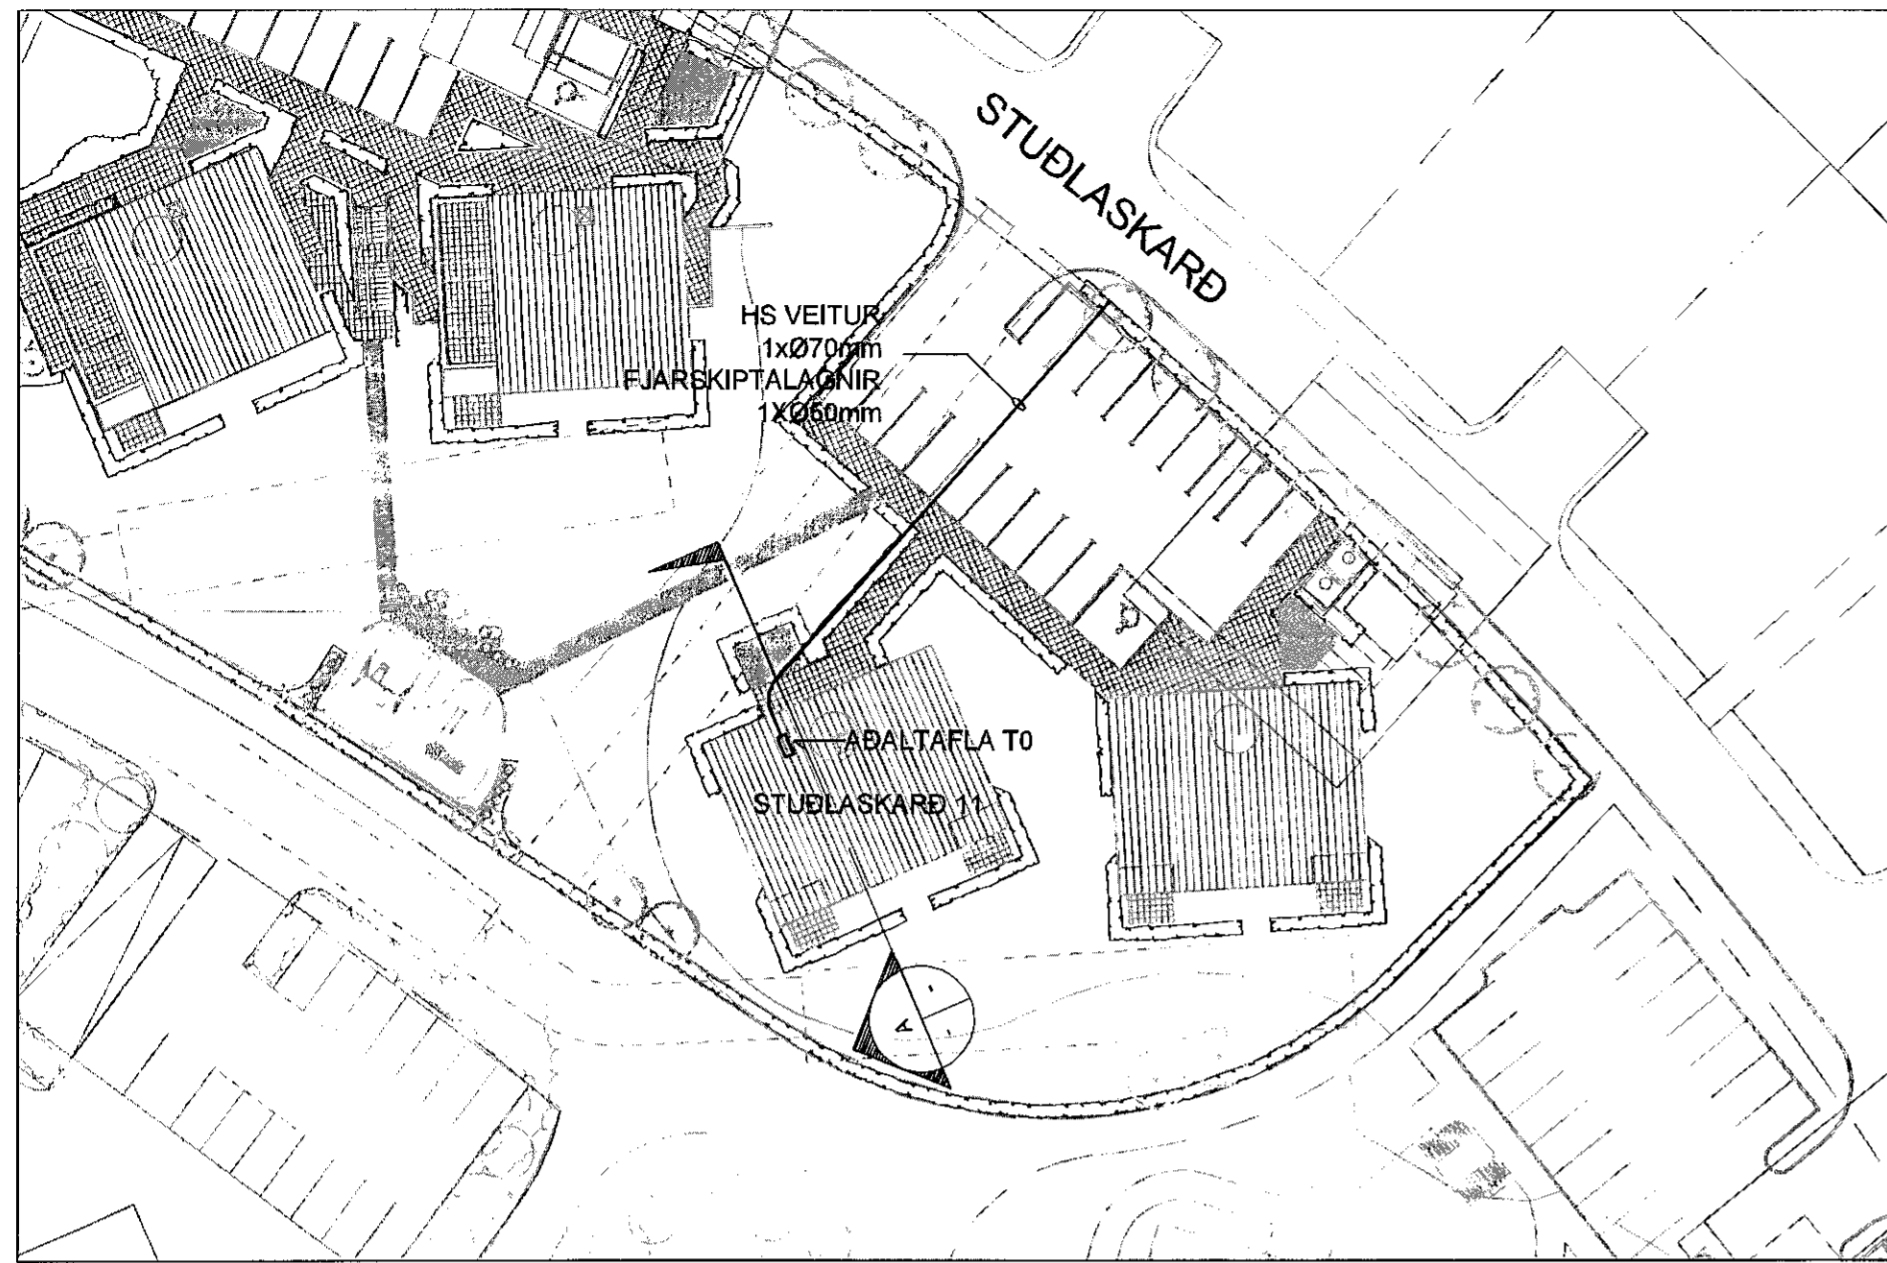 STUÐLASKARÐ
HS VEITUR
1xØ70mm
FJARSKIPTALAGNIR
1XØ50mm
AÐALTAFLA T0
STUÐLASKARÐ 11
A